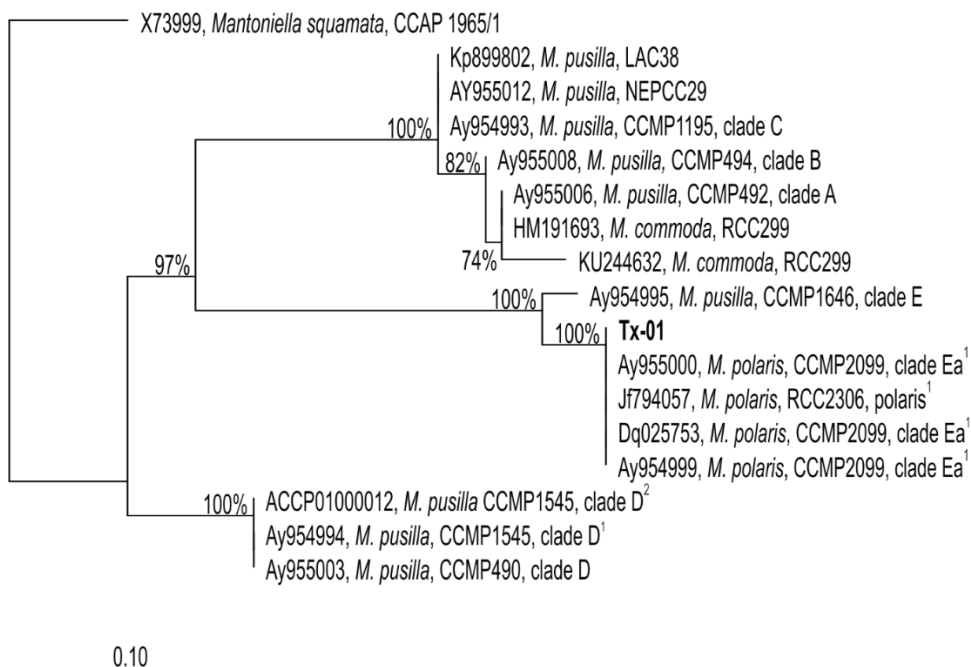 X73999, Mantoniella squamata, CCAP 1965/1
Kp899802, M. pusilla, LAC38
AY955012, M. pusilla, NEPCC29
100%
Ay954993, M. pusilla, CCMP1195, clade C
82%
Ay955008, M. pusilla, CCMP494, clade B
Ay955006, M. pusilla, CCMP492, clade A
HM191693, M. commoda, RCC299
97%
74%
KU244632, M. commoda, RCC299
100%
Ay954995, M. pusilla, CCMP1646, clade E
100%
Tx-01
Ay955000, M. polaris, CCMP2099, clade Ea¹
Jf794057, M. polaris, RCC2306, polaris¹
Dq025753, M. polaris, CCMP2099, clade Ea¹
Ay954999, M. polaris, CCMP2099, clade Ea¹
100%
ACCP01000012, M. pusilla CCMP1545, clade D²
Ay954994, M. pusilla, CCMP1545, clade D¹
Ay955003, M. pusilla, CCMP490, clade D
0.10